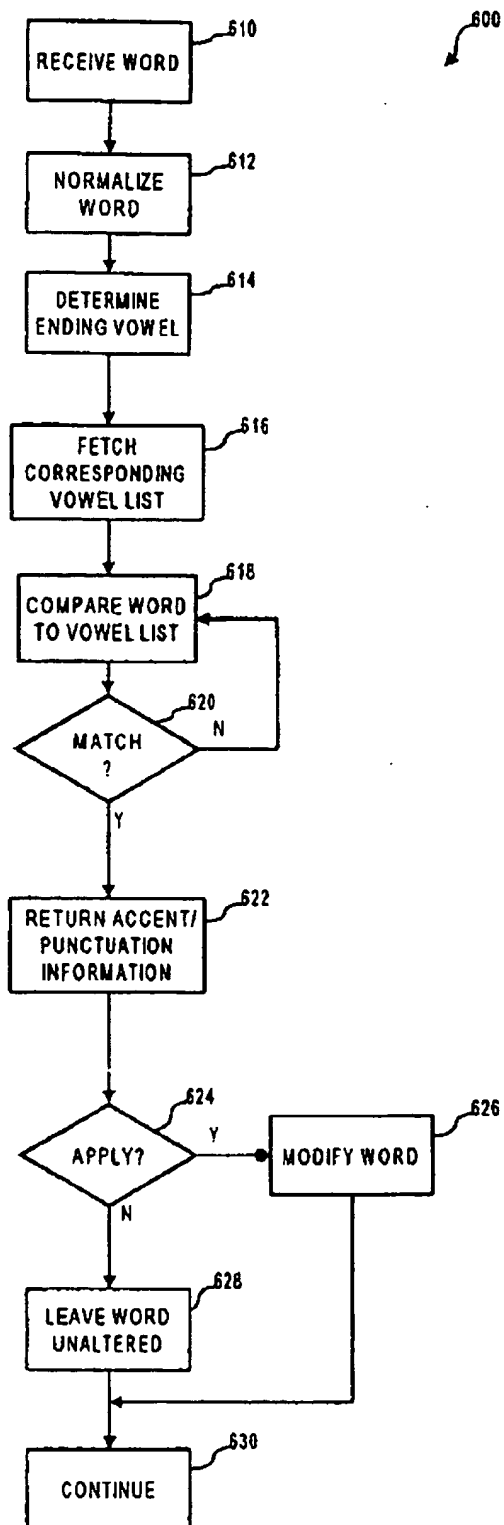 600
610
RECEIVE WORD
612
NORMALIZE
WORD
614
DETERMINE
ENDING VOWEL
616
FETCH
CORRESPONDING
VOWEL LIST
618
COMPARE WORD
TO VOWEL LIST
620
MATCH
?
N
Y
622
RETURN ACCENT/
PUNCTUATION
INFORMATION
624
APPLY?
Y
N
626
MODIFY WORD
628
LEAVE WORD
UNALTERED
630
CONTINUE